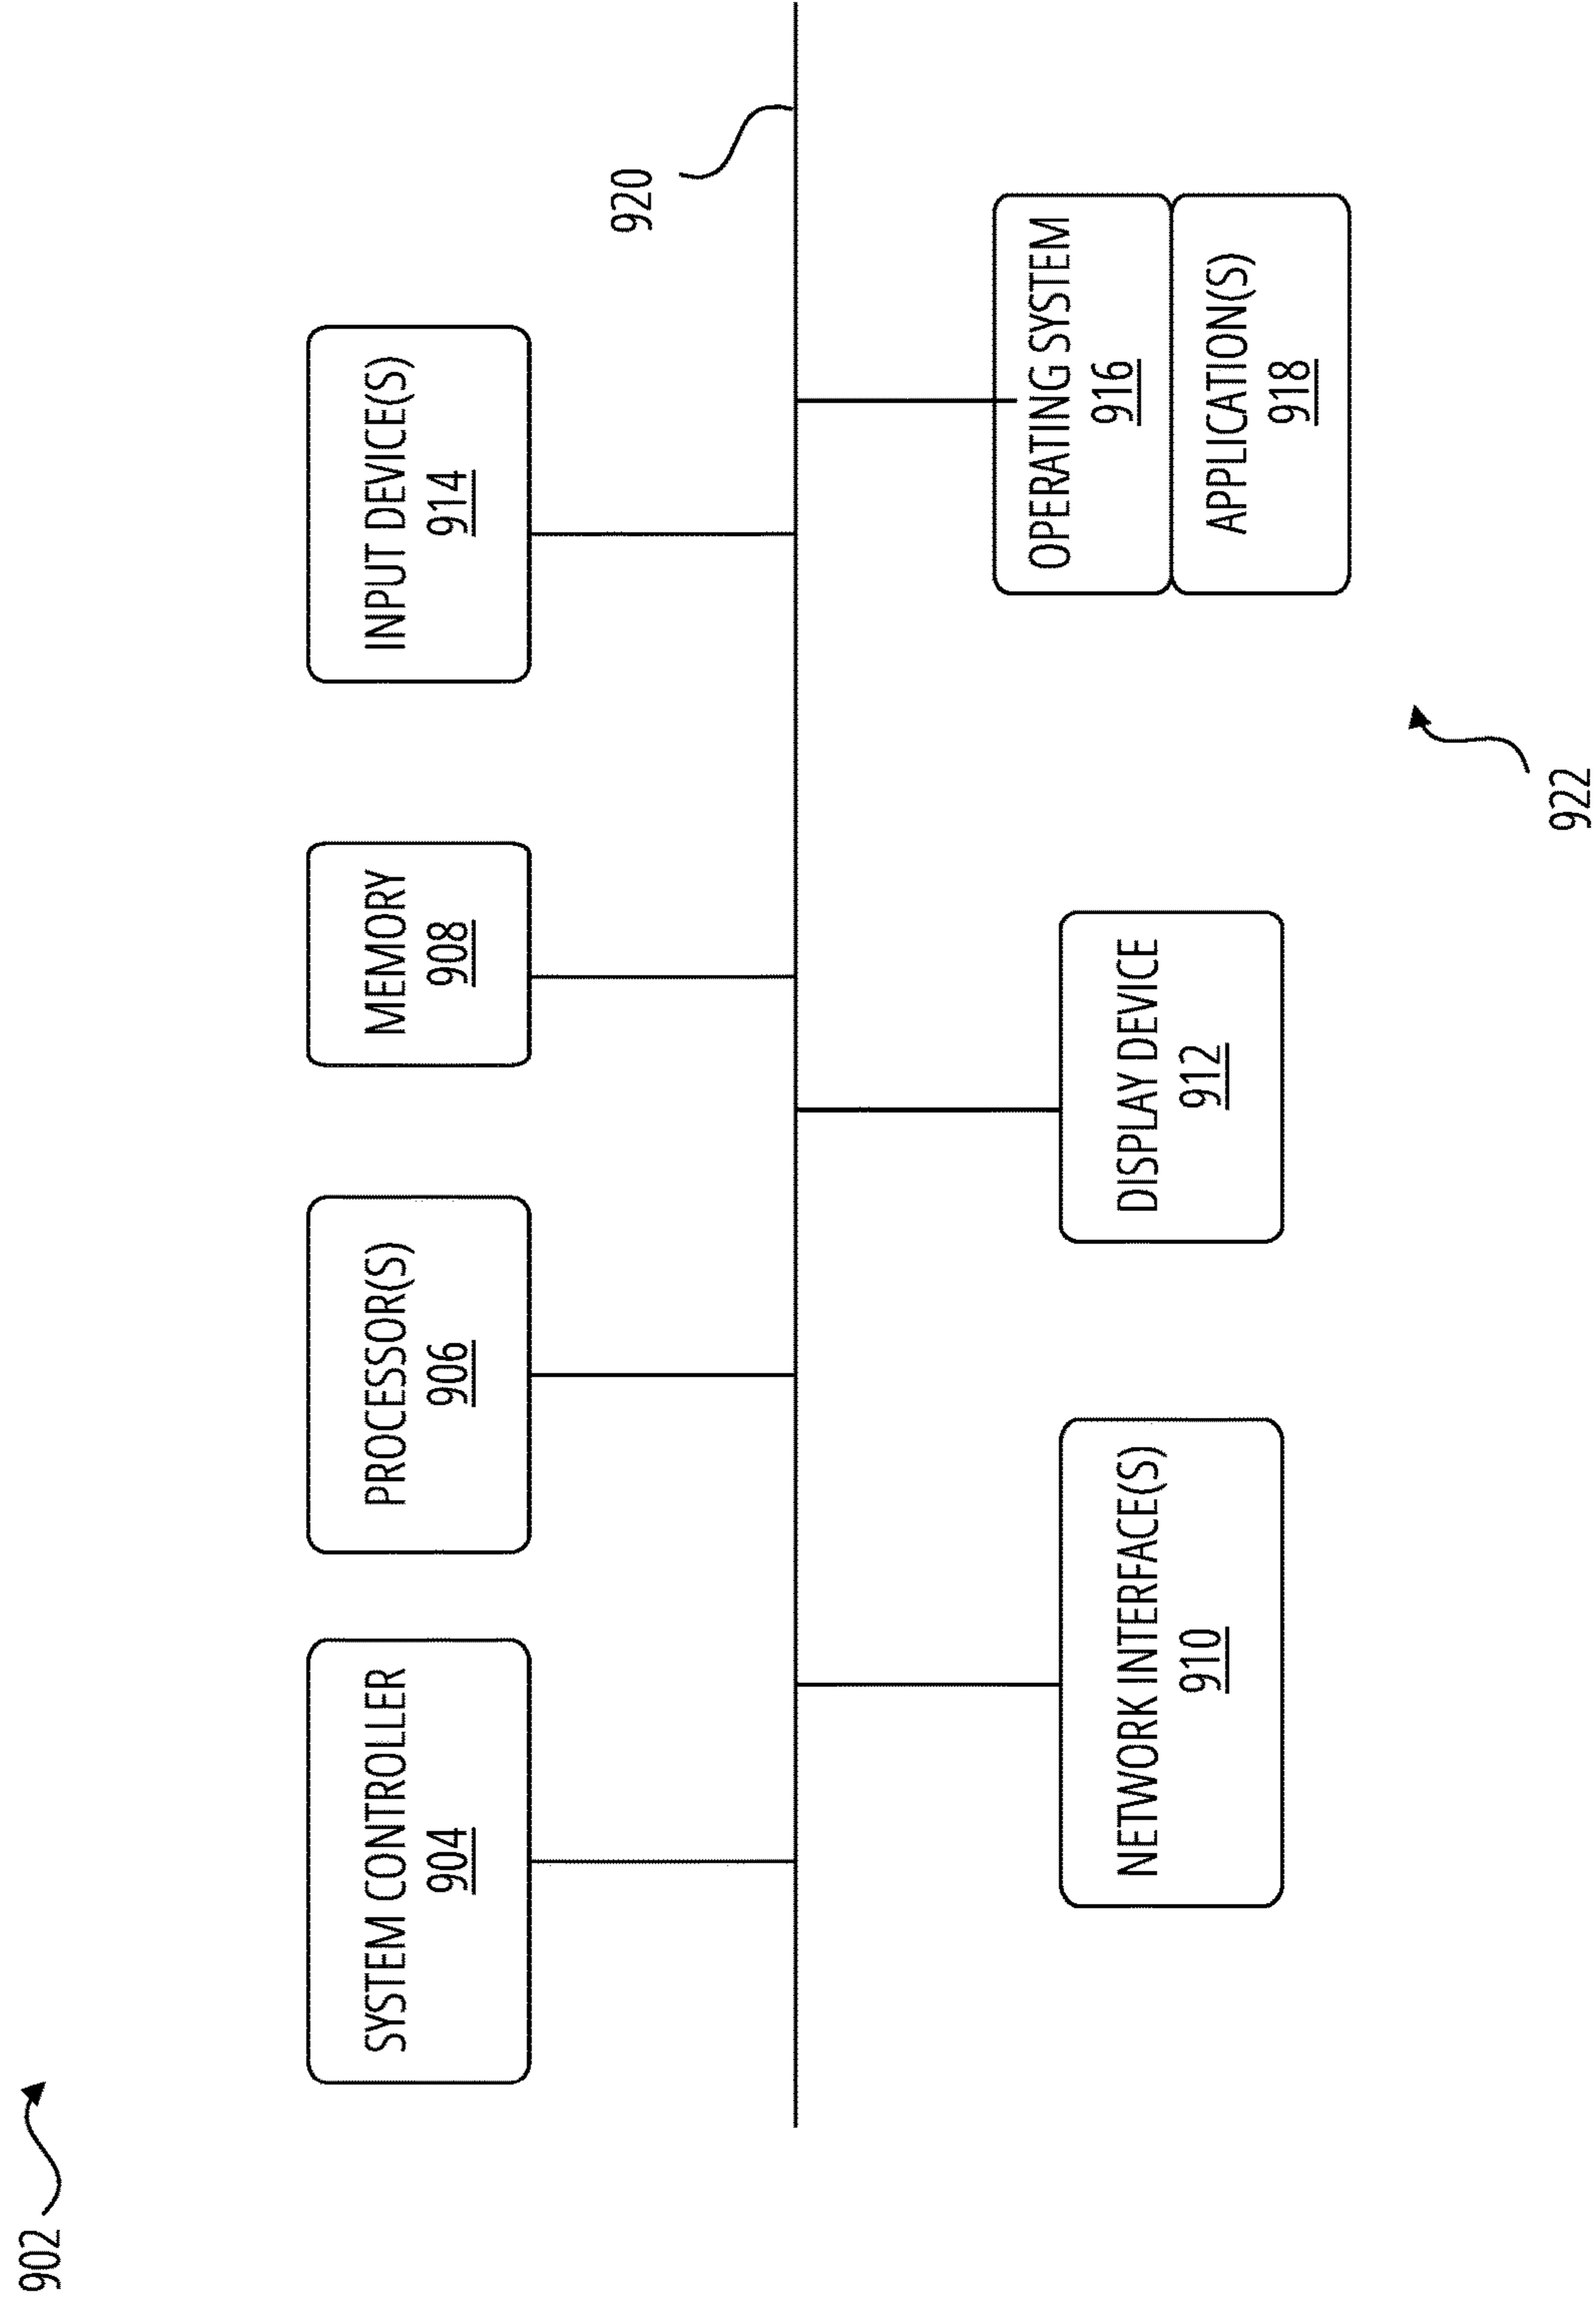 902
SYSTEM CONTROLLER
904
PROCESSOR(S)
906
MEMORY
908
INPUT DEVICE(S)
914
920
NETWORK INTERFACE(S)
910
DISPLAY DEVICE
912
OPERATING SYSTEM
916
APPLICATION(S)
918
922